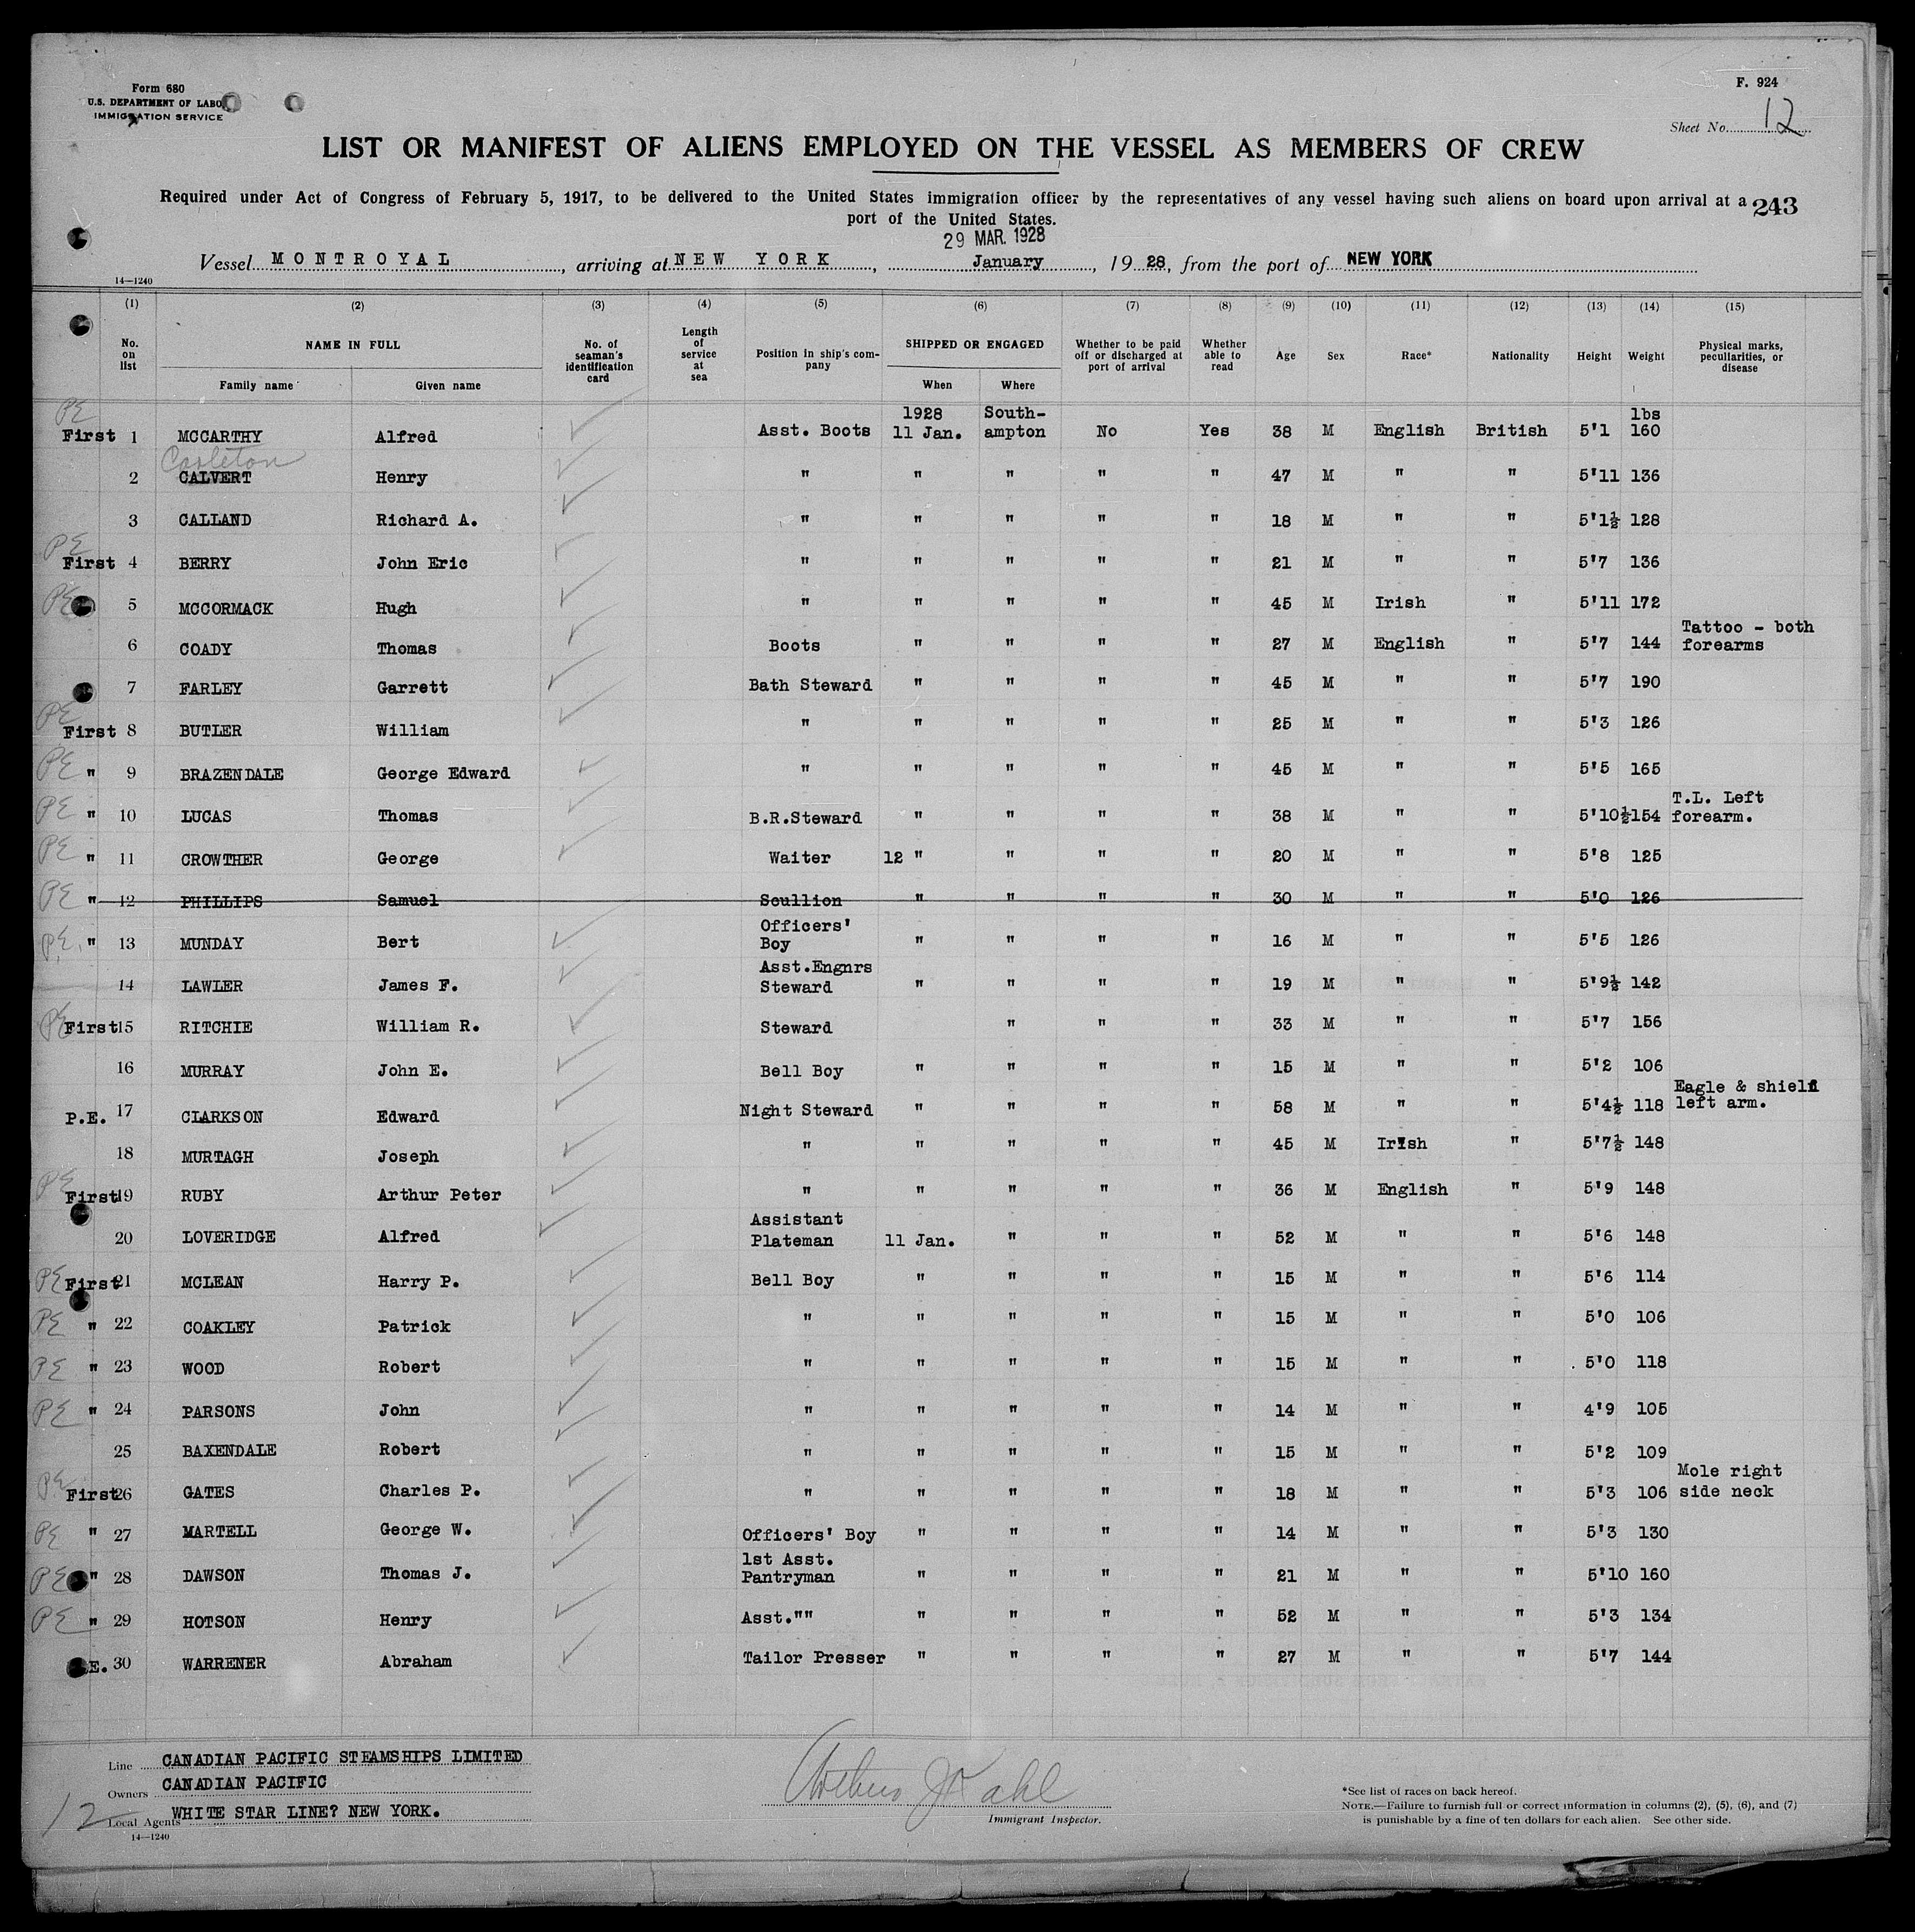 Form 680
U.S. DEPARTMENT OF LABO
IMMIGRATION SERVICE
F. 924
Sheet No. 12
LIST OR MANIFEST OF ALIENS EMPLOYED ON THE VESSEL AS MEMBERS OF CREW
Required under Act of Congress of February 5, 1917, to be delivered to the United States immigration officer by the representatives of any vessel having such aliens on board upon arrival at a
port of the United States.
243
29 MAR. 1928
Vessel MONTROYAL, arriving at NEW YORK, January, 1928, from the port of NEW YORK
14—1240
(1) (2) (3) (4) (5) (6) (7) (8) (9) (10) (11) (12) (13) (14) (15)
No. on list
NAME IN FULL
Family name
Given name
No. of seaman's identification card
Length of service at sea
Position in ship's company
SHIPPED OR ENGAGED
When
Where
Whether to be paid off or discharged at port of arrival
Whether able to read
Age
Sex
Race*
Nationality
Height
Weight
Physical marks, peculiarities, or disease
PE First 1 MCCARTHY Alfred Asst. Boots 1928 11 Jan. South-ampton No Yes 38 M English British 5'1 lbs 160
Carleton
2 CALVERT Henry " " " " " 47 M " " 5'11 136
3 CALLAND Richard A. " " " " " 18 M " " 5'1½ 128
PE First 4 BERRY John Eric " " " " " 21 M " " 5'7 136
PE 5 MCCORMACK Hugh " " " " " 45 M Irish " 5'11 172
6 COADY Thomas Boots " " " " 27 M English " 5'7 144 Tattoo - both forearms
7 FARLEY Garrett Bath Steward " " " " 45 M " " 5'7 190
PE First 8 BUTLER William " " " " " 25 M " " 5'3 126
PE " 9 BRAZENDALE George Edward " " " " " 45 M " " 5'5 165
PE " 10 LUCAS Thomas B.R.Steward " " " " 38 M " " 5'10½ 154 T.L. Left forearm.
PE " 11 CROWTHER George Waiter 12 " " " " 20 M " " 5'8 125
PE " 12 PHILLIPS Samuel Scullion " " " " 30 M " " 5'0 126
PE " 13 MUNDAY Bert Officers' Boy " " " " 16 M " " 5'5 126
14 LAWLER James F. Asst.Engnrs Steward " " " " 19 M " " 5'9½ 142
PE First 15 RITCHIE William R. Steward " " " 33 M " " 5'7 156
16 MURRAY John E. Bell Boy " " " " 15 M " " 5'2 106
P.E. 17 CLARKSON Edward Night Steward " " " " 58 M " " 5'4½ 118 Eagle & shield left arm.
18 MURTAGH Joseph " " " " " 45 M Irish " 5'7½ 148
PE First 19 RUBY Arthur Peter " " " " " 36 M English " 5'9 148
20 LOVERIDGE Alfred Assistant Plateman 11 Jan. " " " 52 M " " 5'6 148
PE First 21 MCLEAN Harry P. Bell Boy " " " " 15 M " " 5'6 114
PE " 22 COAKLEY Patrick " " " " " 15 M " " 5'0 106
PE " 23 WOOD Robert " " " " " 15 M " " 5'0 118
PE " 24 PARSONS John " " " " " 14 M " " 4'9 105
25 BAXENDALE Robert " " " " " 15 M " " 5'2 109
PE First 26 GATES Charles P. " " " " " 18 M " " 5'3 106 Mole right side neck
PE " 27 MARTELL George W. Officers' Boy " " " " 14 M " " 5'3 130
PE " 28 DAWSON Thomas J. 1st Asst. Pantryman " " " " 21 M " " 5'10 160
PE " 29 HOTSON Henry Asst."" " " " " 52 M " " 5'3 134
E. 30 WARRENER Abraham Tailor Presser " " " " 27 M " " 5'7 144
Line CANADIAN PACIFIC STEAMSHIPS LIMITED
Owners CANADIAN PACIFIC
12 Local Agents WHITE STAR LINE? NEW YORK.
14—1240
Kahl
Immigrant Inspector.
*See list of races on back hereof.
NOTE.—Failure to furnish full or correct information in columns (2), (5), (6), and (7)
is punishable by a fine of ten dollars for each alien. See other side.